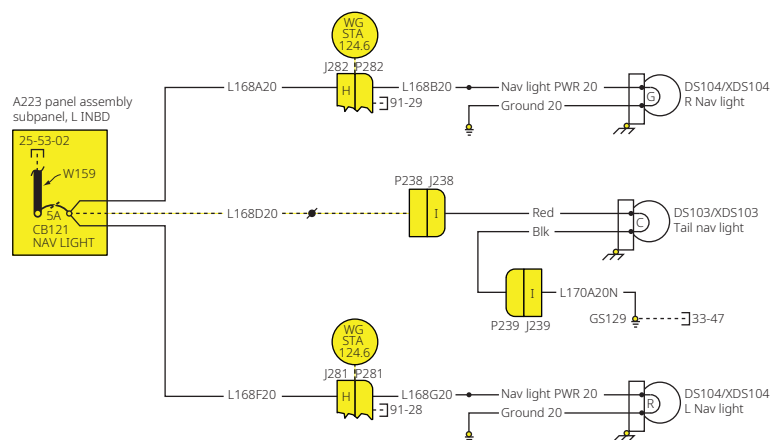 WG
STA
124.6
J282 P282
L168A20
H
L168B20
91-29
Nav light PWR 20
Ground 20
G
DS104/XDS104
R Nav light
A223 panel assembly
subpanel, L INBD
25-53-02
W159
5A
CB121
NAV LIGHT
L168D20
P238 J238
I
Red
Blk
C
DS103/XDS103
Tail nav light
I
L170A20N
P239 J239
GS129
33-47
WG
STA
124.6
J281 P281
L168F20
H
L168G20
91-28
Nav light PWR 20
Ground 20
R
DS104/XDS104
L Nav light